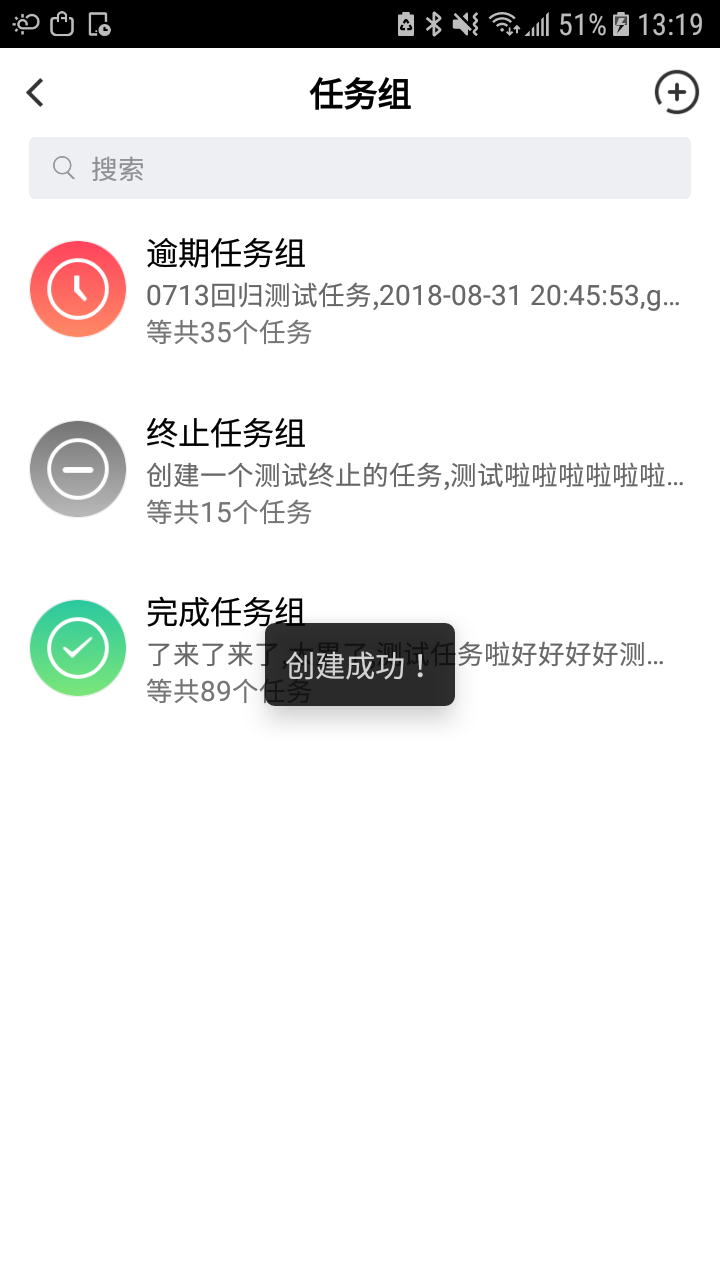 51% 13:19
任务组
搜索
逾期任务组
0713回归测试任务,2018-08-31 20:45:53,g...
等共35个任务
终止任务组
创建一个测试终止的任务,测试啦啦啦啦啦啦...
等共15个任务
完成任务组
了来了来了, 测试任务啦好好好好测...
等共89个任务
创建成功！